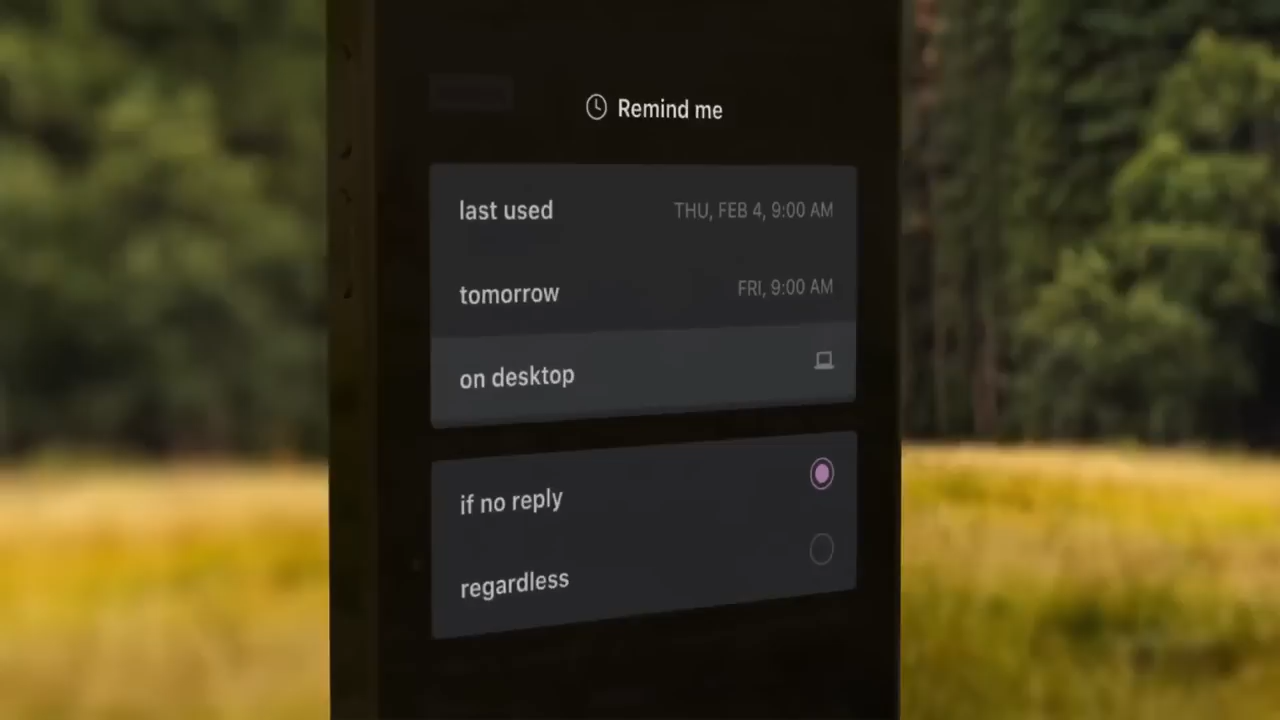 Remind me
last used THU, FEB 4, 9:00 AM
tomorrow FRI, 9:00 AM
on desktop
if no reply
regardless